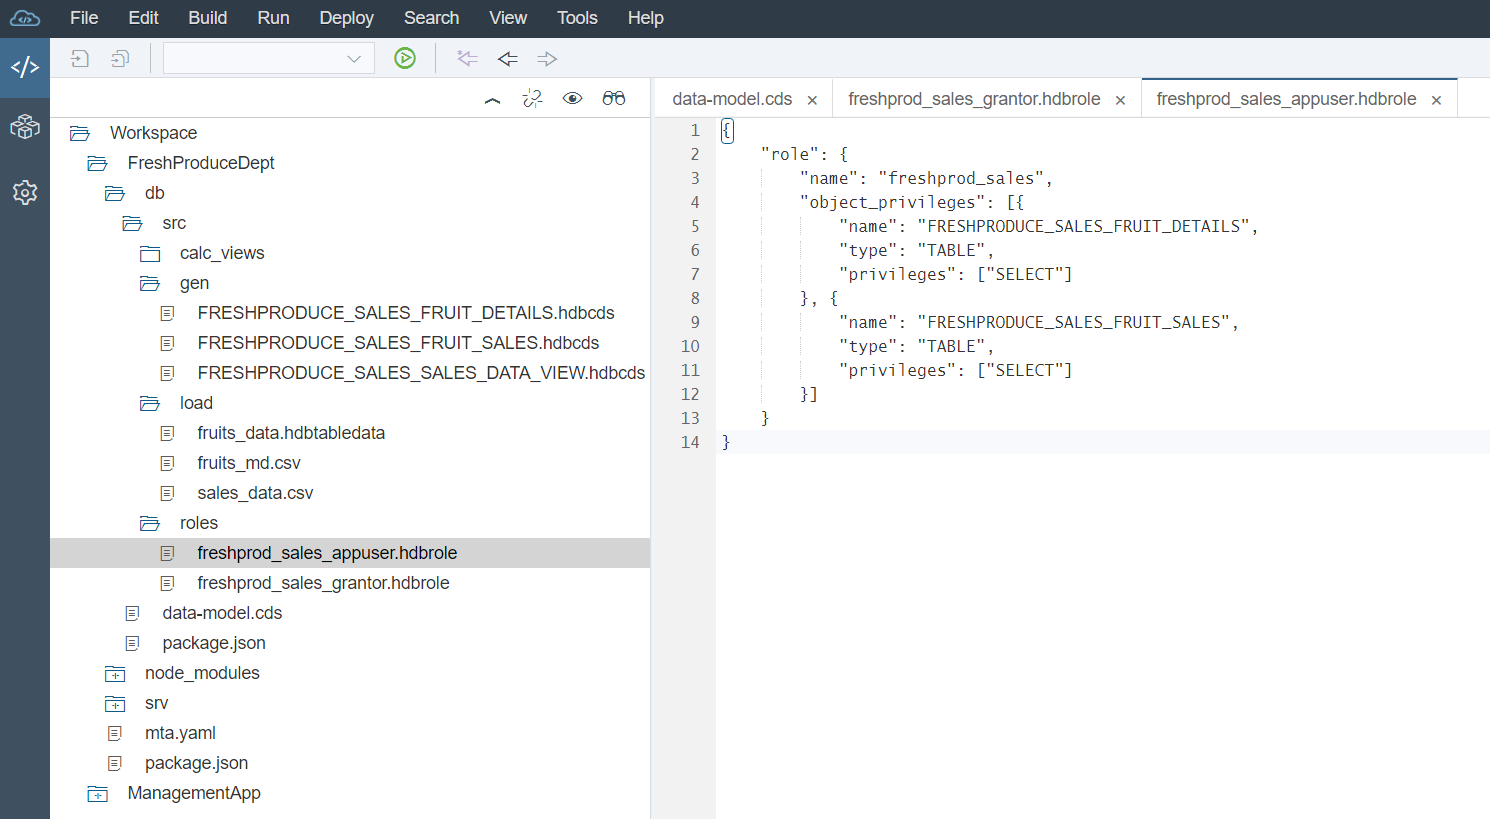 File Edit Build Run Deploy Search View Tools Help
data-model.cds × freshprod_sales_grantor.hdbrole × freshprod_sales_appuser.hdbrole ×
Workspace
FreshProduceDept
db
src
calc_views
gen
FRESHPRODUCE_SALES_FRUIT_DETAILS.hdbcds
FRESHPRODUCE_SALES_FRUIT_SALES.hdbcds
FRESHPRODUCE_SALES_SALES_DATA_VIEW.hdbcds
load
fruits_data.hdbtabledata
fruits_md.csv
sales_data.csv
roles
freshprod_sales_appuser.hdbrole
freshprod_sales_grantor.hdbrole
data-model.cds
package.json
node_modules
srv
mta.yaml
package.json
ManagementApp
1 {
2 "role": {
3 "name": "freshprod_sales",
4 "object_privileges": [{
5 "name": "FRESHPRODUCE_SALES_FRUIT_DETAILS",
6 "type": "TABLE",
7 "privileges": ["SELECT"]
8 }, {
9 "name": "FRESHPRODUCE_SALES_FRUIT_SALES",
10 "type": "TABLE",
11 "privileges": ["SELECT"]
12 }]
13 }
14 }